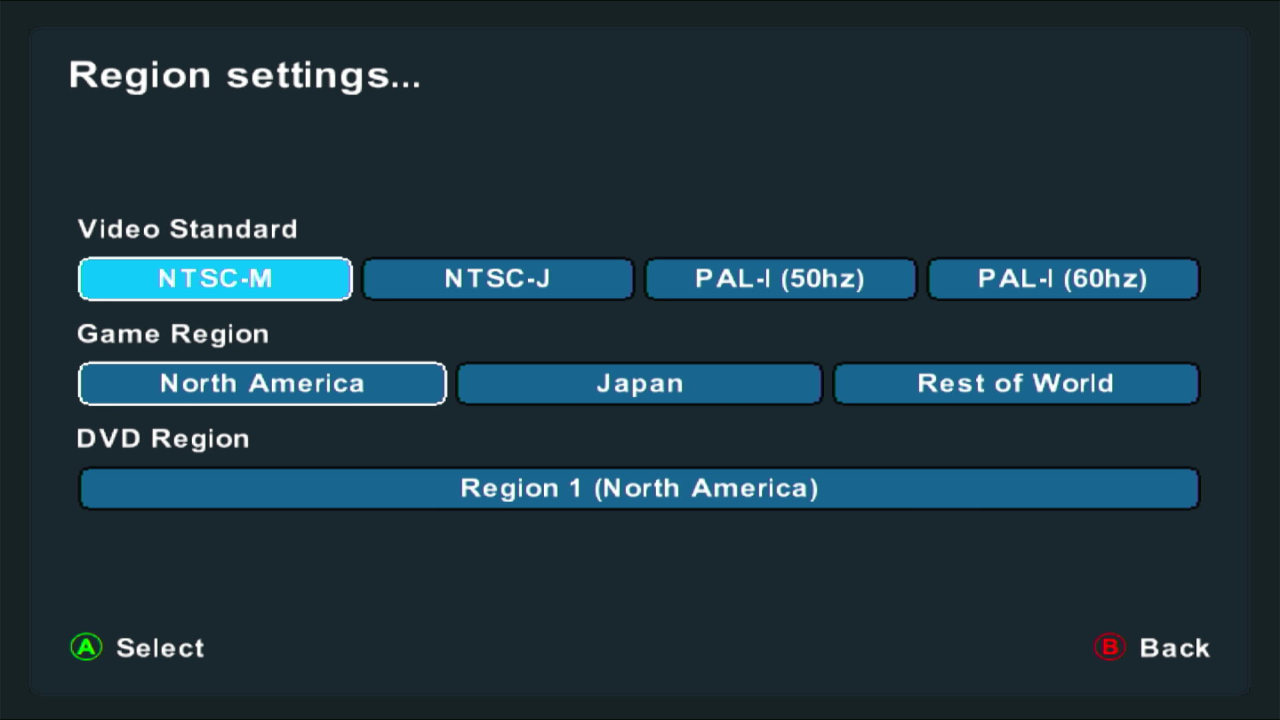 Region settings...
Video Standard
NTSC-M NTSC-J PAL-I (50hz) PAL-I (60hz)
Game Region
North America Japan Rest of World
DVD Region
Region 1 (North America)
A Select B Back